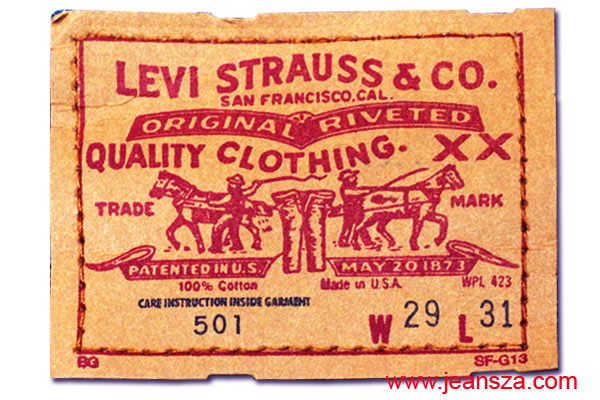 LEVI STRAUSS & CO.
SAN FRANCISCO, CAL.
ORIGINAL RIVETED
QUALITY CLOTHING. XX
TRADE MARK
PATENTED IN U.S. MAY 20 1873
100% Cotton Made in U.S.A. WPL 423
CARE INSTRUCTION INSIDE GARMENT
501 W 29 L 31
BG SF-G13
www.jeansza.com